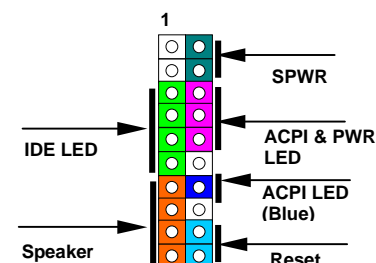 1
SPWR
IDE LED
ACPI & PWR
LED
ACPI LED
(Blue)
Speaker
Reset